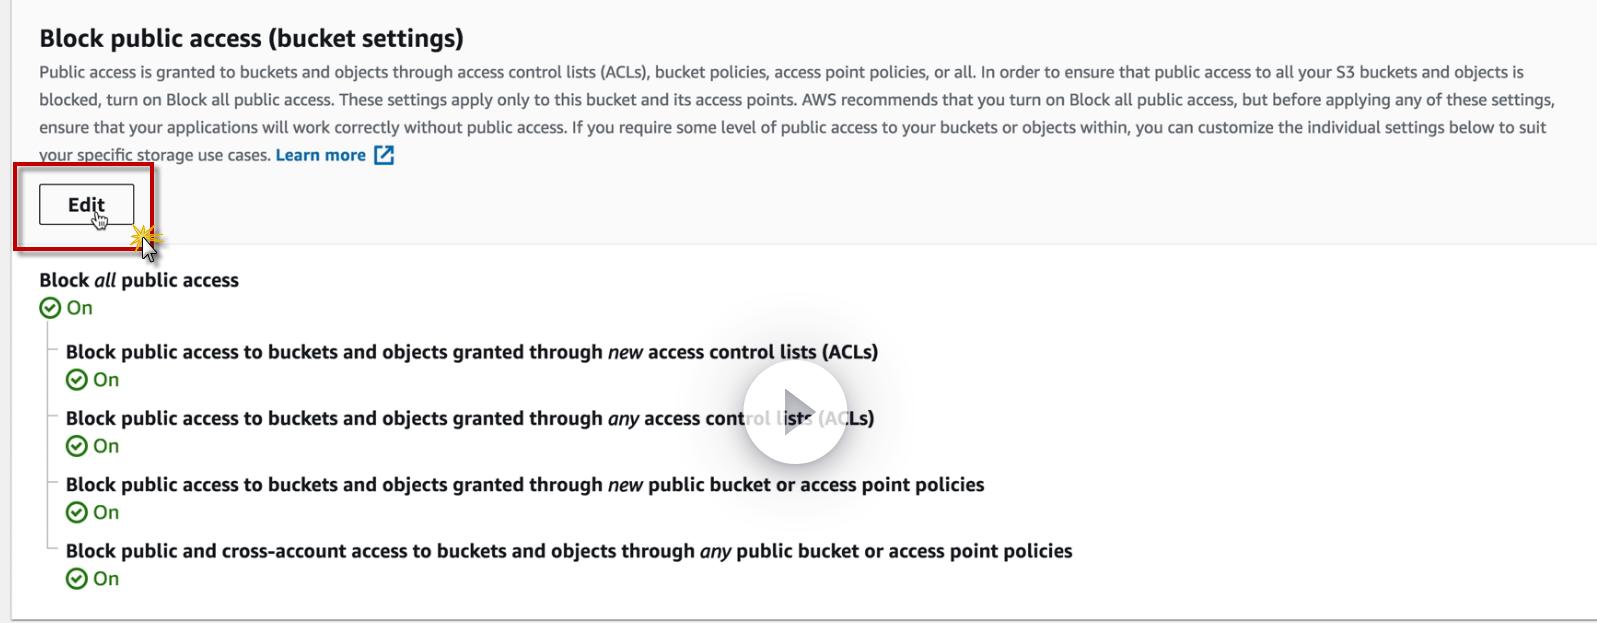 Block public access (bucket settings)
Public access is granted to buckets and objects through access control lists (ACLs), bucket policies, access point policies, or all. In order to ensure that public access to all your S3 buckets and objects is
blocked, turn on Block all public access. These settings apply only to this bucket and its access points. AWS recommends that you turn on Block all public access, but before applying any of these settings,
ensure that your applications will work correctly without public access. If you require some level of public access to your buckets or objects within, you can customize the individual settings below to suit
your specific storage use cases. Learn more
Edit
Block all public access
On
Block public access to buckets and objects granted through new access control lists (ACLs)
On
Block public access to buckets and objects granted through any access control lists (ACLs)
On
Block public access to buckets and objects granted through new public bucket or access point policies
On
Block public and cross-account access to buckets and objects through any public bucket or access point policies
On